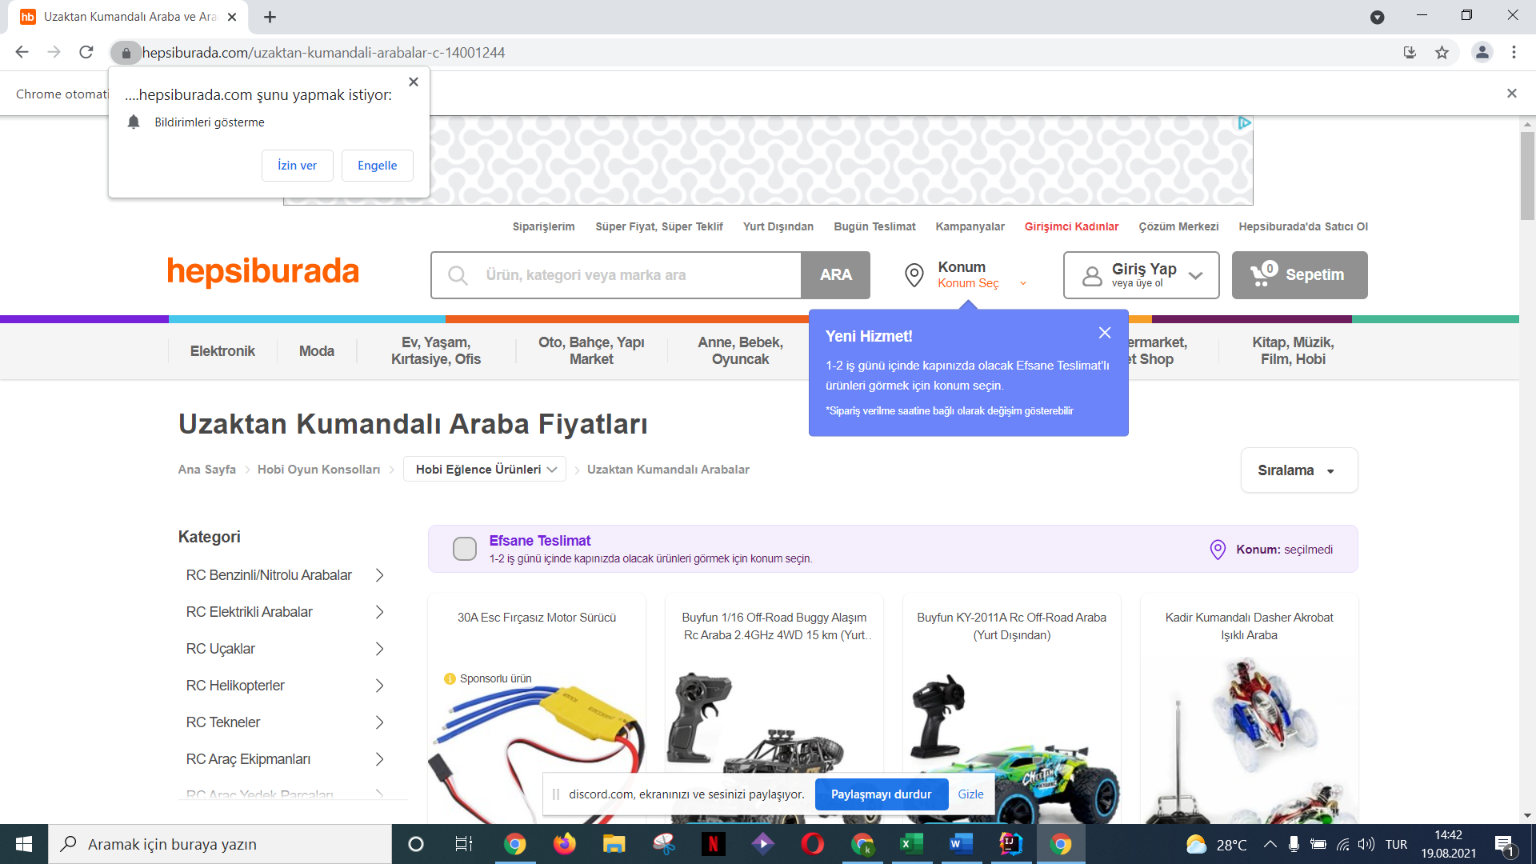 hb Uzaktan Kumandalı Araba ve Ara
hepsiburada.com/uzaktan-kumandali-arabalar-c-14001244
Chrome otomati
....hepsiburada.com şunu yapmak istiyor:
Bildirimleri gösterme
İzin ver
Engelle
Siparişlerim Süper Fiyat, Süper Teklif Yurt Dışından Bugün Teslimat Kampanyalar Girişimci Kadınlar Çözüm Merkezi Hepsiburada'da Satıcı Ol
hepsiburada
Ürün, kategori veya marka ara
ARA
Konum
Konum Seç
Giriş Yap
veya üye ol
0
Sepetim
Elektronik
Moda
Ev, Yaşam,
Kırtasiye, Ofis
Oto, Bahçe, Yapı
Market
Anne, Bebek,
Oyuncak
ermarket,
t Shop
Kitap, Müzik,
Film, Hobi
Yeni Hizmet!
1-2 iş günü içinde kapınızda olacak Efsane Teslimat'lı
ürünleri görmek için konum seçin.
*Sipariş verilme saatine bağlı olarak değişim gösterebilir
Uzaktan Kumandalı Araba Fiyatları
Ana Sayfa Hobi Oyun Konsolları Hobi Eğlence Ürünleri Uzaktan Kumandalı Arabalar
Sıralama
Kategori
RC Benzinli/Nitrolu Arabalar
RC Elektrikli Arabalar
RC Uçaklar
RC Helikopterler
RC Tekneler
RC Araç Ekipmanları
RC Araç Yedek Parçaları
Efsane Teslimat
1-2 iş günü içinde kapınızda olacak ürünleri görmek için konum seçin.
Konum: seçilmedi
30A Esc Fırçasız Motor Sürücü
Sponsorlu ürün
Buyfun 1/16 Off-Road Buggy Alaşım
Rc Araba 2.4GHz 4WD 15 km (Yurt..
Buyfun KY-2011A Rc Off-Road Araba
(Yurt Dışından)
Kadir Kumandalı Dasher Akrobat
Işıklı Araba
discord.com, ekranınızı ve sesinizi paylaşıyor.
Paylaşmayı durdur
Gizle
Aramak için buraya yazın
28°C
TUR
14:42
19.08.2021
1